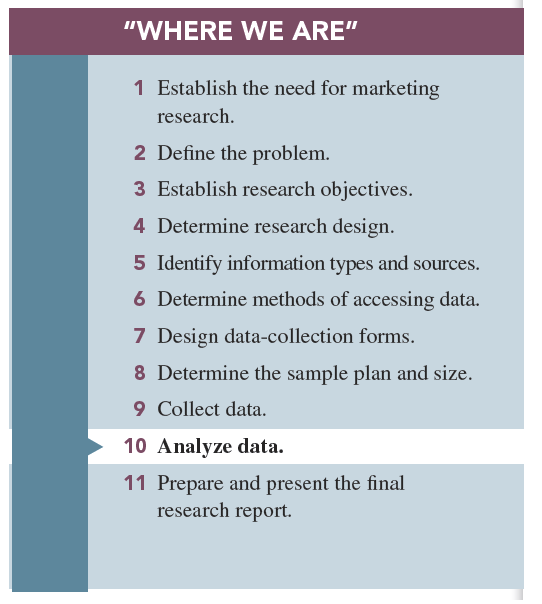 “WHERE WE ARE”
1 Establish the need for marketing
research.
2 Define the problem.
3 Establish research objectives.
4 Determine research design.
5 Identify information types and sources.
6 Determine methods of accessing data.
7 Design data-collection forms.
8 Determine the sample plan and size.
9 Collect data.
10 Analyze data.
11 Prepare and present the final
research report.